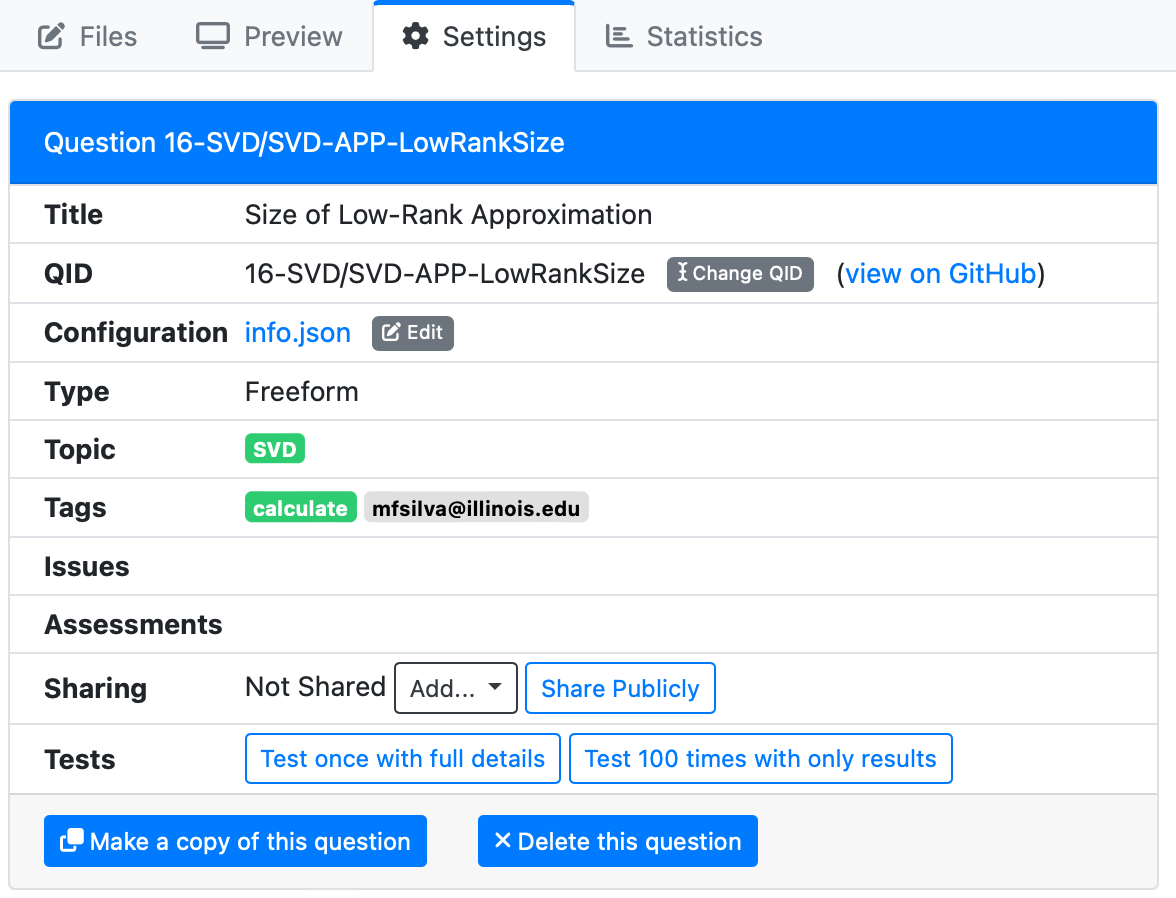 Files Preview Settings Statistics
Question 16-SVD/SVD-APP-LowRankSize
Title Size of Low-Rank Approximation
QID 16-SVD/SVD-APP-LowRankSize Change QID (view on GitHub)
Configuration info.json Edit
Type Freeform
Topic SVD
Tags calculate mfsilva@illinois.edu
Issues
Assessments
Sharing Not Shared Add... Share Publicly
Tests Test once with full details Test 100 times with only results
Make a copy of this question Delete this question